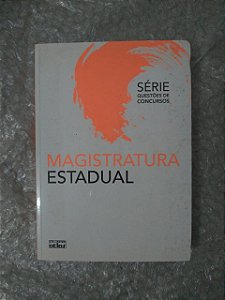 SÉRIE
QUESTÕES DE
CONCURSOS
MAGISTRATURA
ESTADUAL